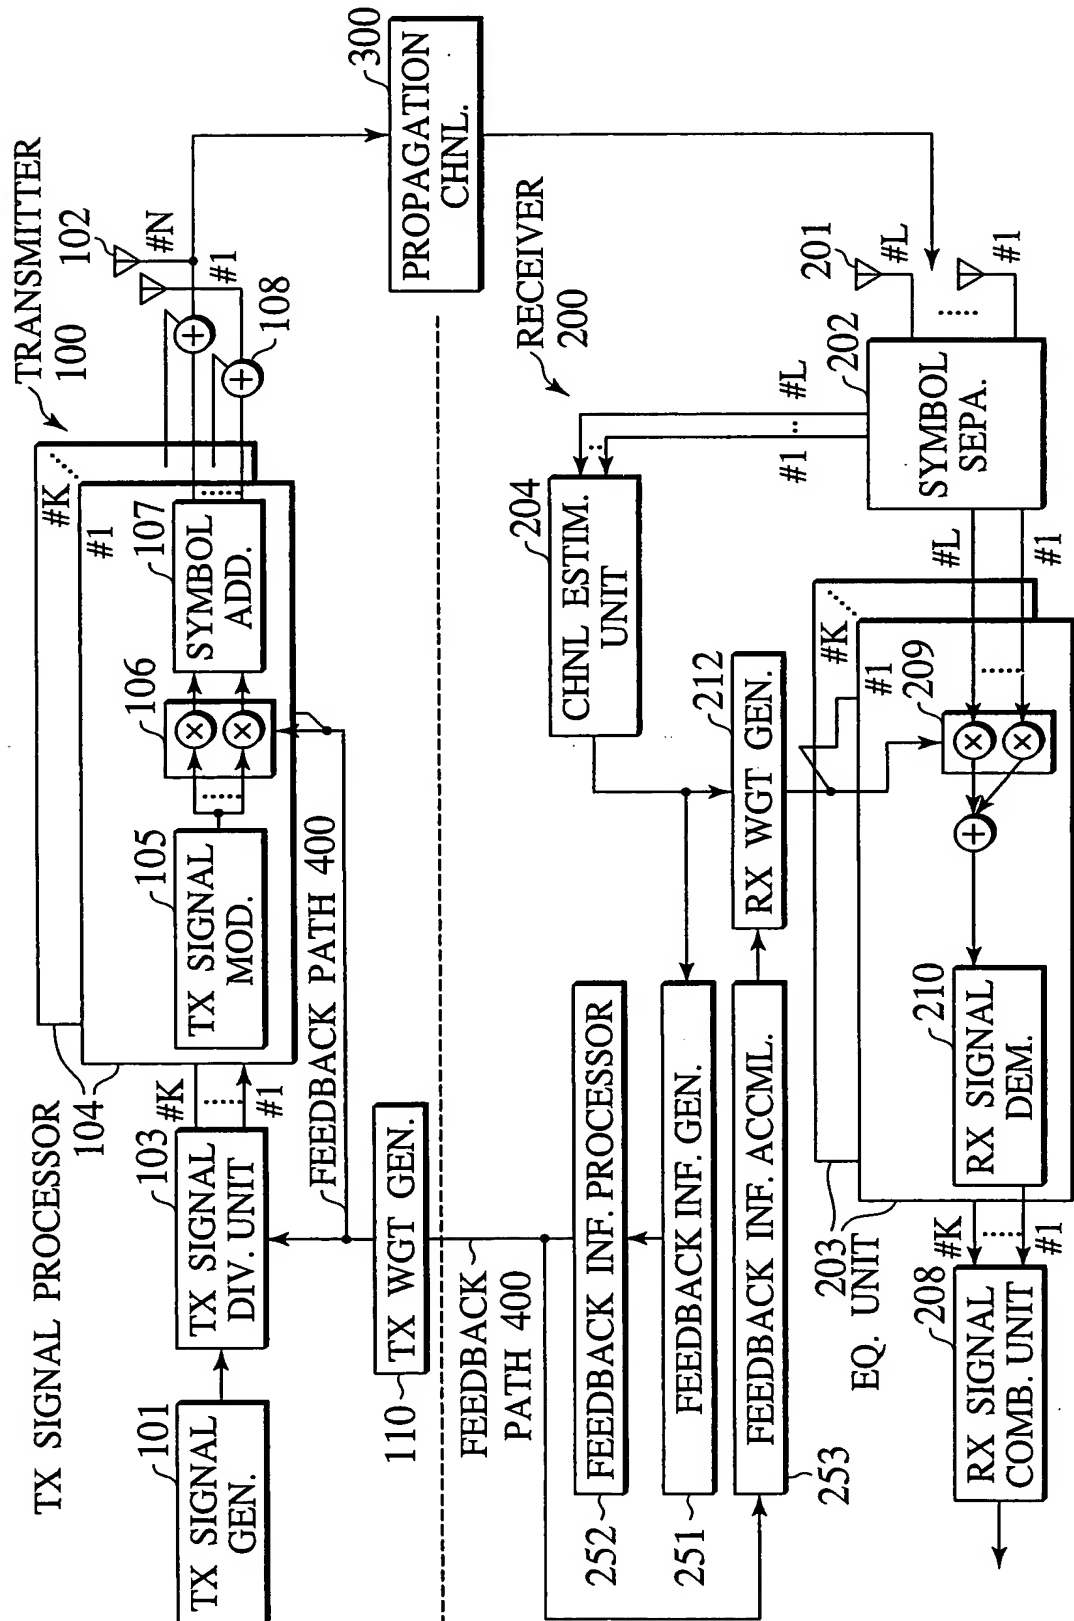 TX SIGNAL PROCESSOR
TRANSMITTER
100
101
TX SIGNAL
GEN.
103
TX SIGNAL
DIV. UNIT
104
#K
#1
#K
#1
105
TX SIGNAL
MOD.
106
107
SYMBOL
ADD.
102
#N
#1
108
FEEDBACK PATH 400
110
TX WGT GEN.
300
PROPAGATION
CHNL.
FEEDBACK
PATH 400
RECEIVER
200
252
FEEDBACK INF. PROCESSOR
251
FEEDBACK INF. GEN.
253
FEEDBACK INF. ACCML.
204
CHNL ESTIM.
UNIT
#L
#1
212
RX WGT GEN.
201
#L
#1
202
SYMBOL
SEPA.
#L
#1
#K
#1
209
210
RX SIGNAL
DEM.
203
EQ. UNIT
#K
#1
208
RX SIGNAL
COMB. UNIT